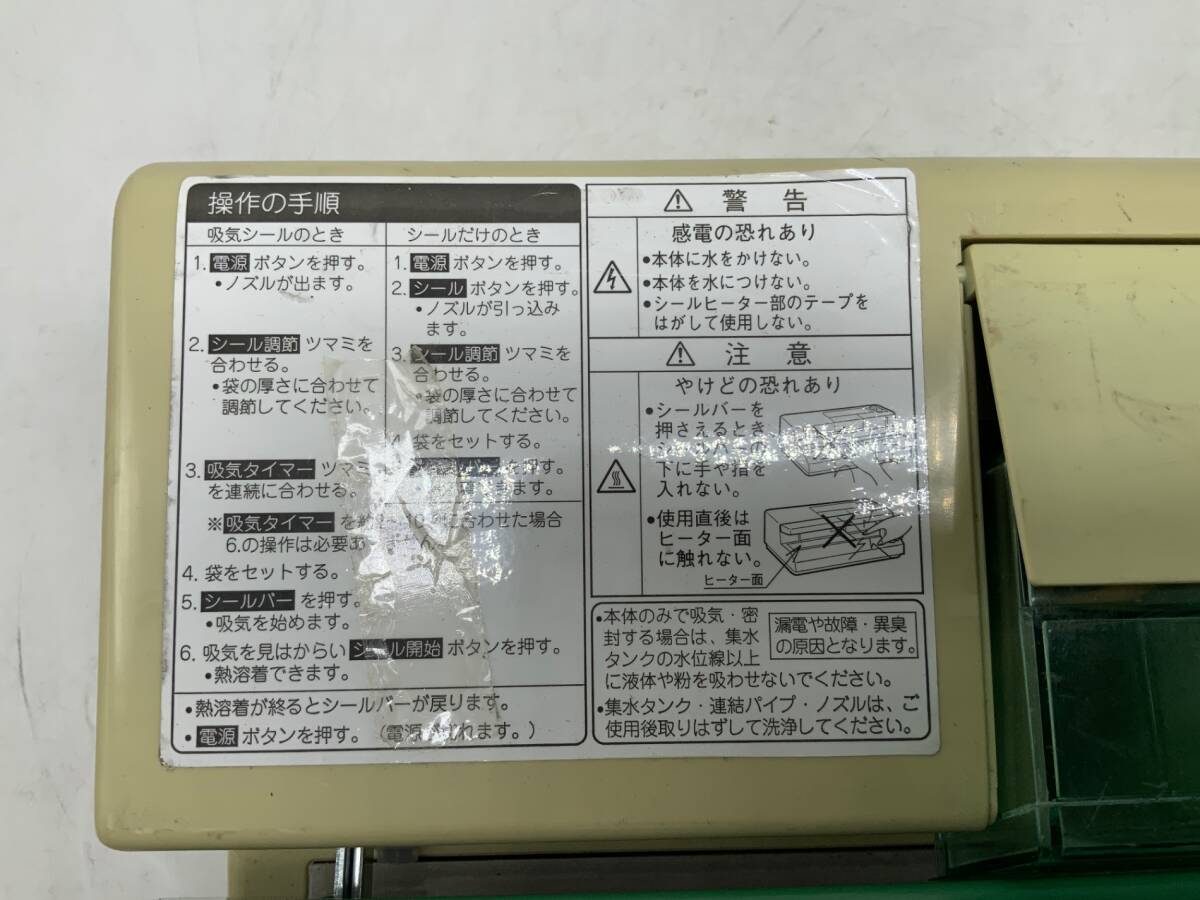 操作の手順
吸気シールのとき
1. 電源 ボタンを押す。
•ノズルが出ます。
2. シール調節 ツマミを
合わせる。
•袋の厚さに合わせて
調節してください。
3. 吸気タイマー ツマミ
を連続に合わせる。
シールだけのとき
1. 電源 ボタンを押す。
2. シール ボタンを押す。
•ノズルが引っ込み
ます。
3. シール調節 ツマミを
合わせる。
•袋の厚さに合わせて
調節してください。
4. 袋をセットする。
を押す。
きます。
※吸気タイマー を に合わせた場合
6.の操作は必要あ ん
4. 袋をセットする。
5. シールバー を押す。
•吸気を始めます。
6. 吸気を見はからい シール開始 ボタンを押す。
•熱溶着できます。
•熱溶着が終るとシールバーが戻ります。
•電源 ボタンを押す。(電源 れます。)
⚠ 警告
感電の恐れあり
•本体に水をかけない。
•本体を水につけない。
•シールヒーター部のテープを
はがして使用しない。
⚠ 注意
やけどの恐れあり
•シールバーを
押さえるとき
シールバーの
下に手や指を
入れない。
•使用直後は
ヒーター面
に触れない。
ヒーター面
•本体のみで吸気・密
封する場合は、集水
タンクの水位線以上
に液体や粉を吸わせないでください。
漏電や故障・異臭
の原因となります。
•集水タンク・連結パイプ・ノズルは、ご
使用後取りはずして洗浄してください。